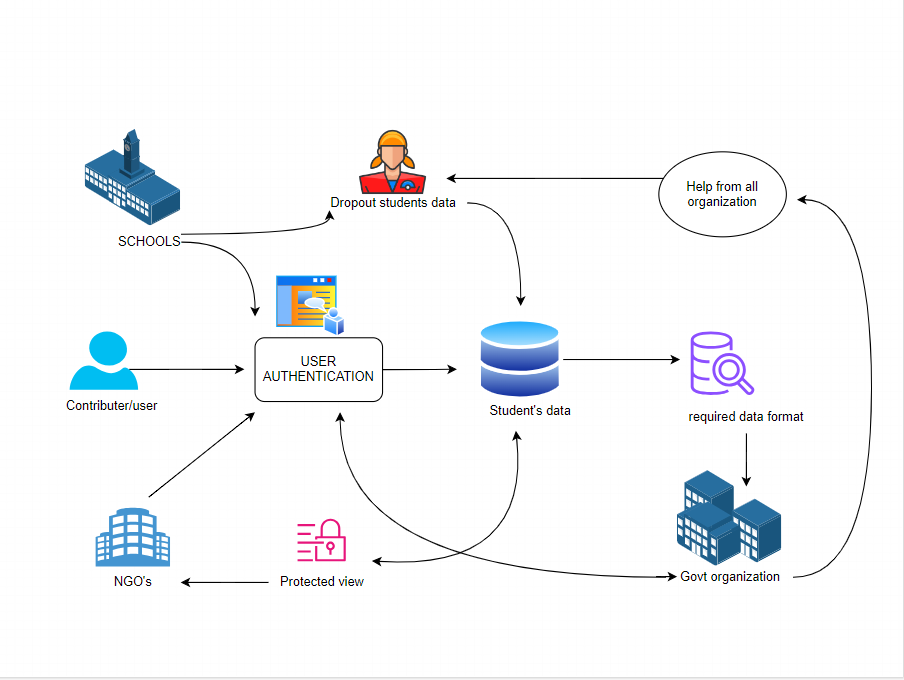 Dropout students data
Help from all
organization
SCHOOLS
USER
AUTHENTICATION
Contributer/user
Student's data
required data format
NGO's
Protected view
Govt organization